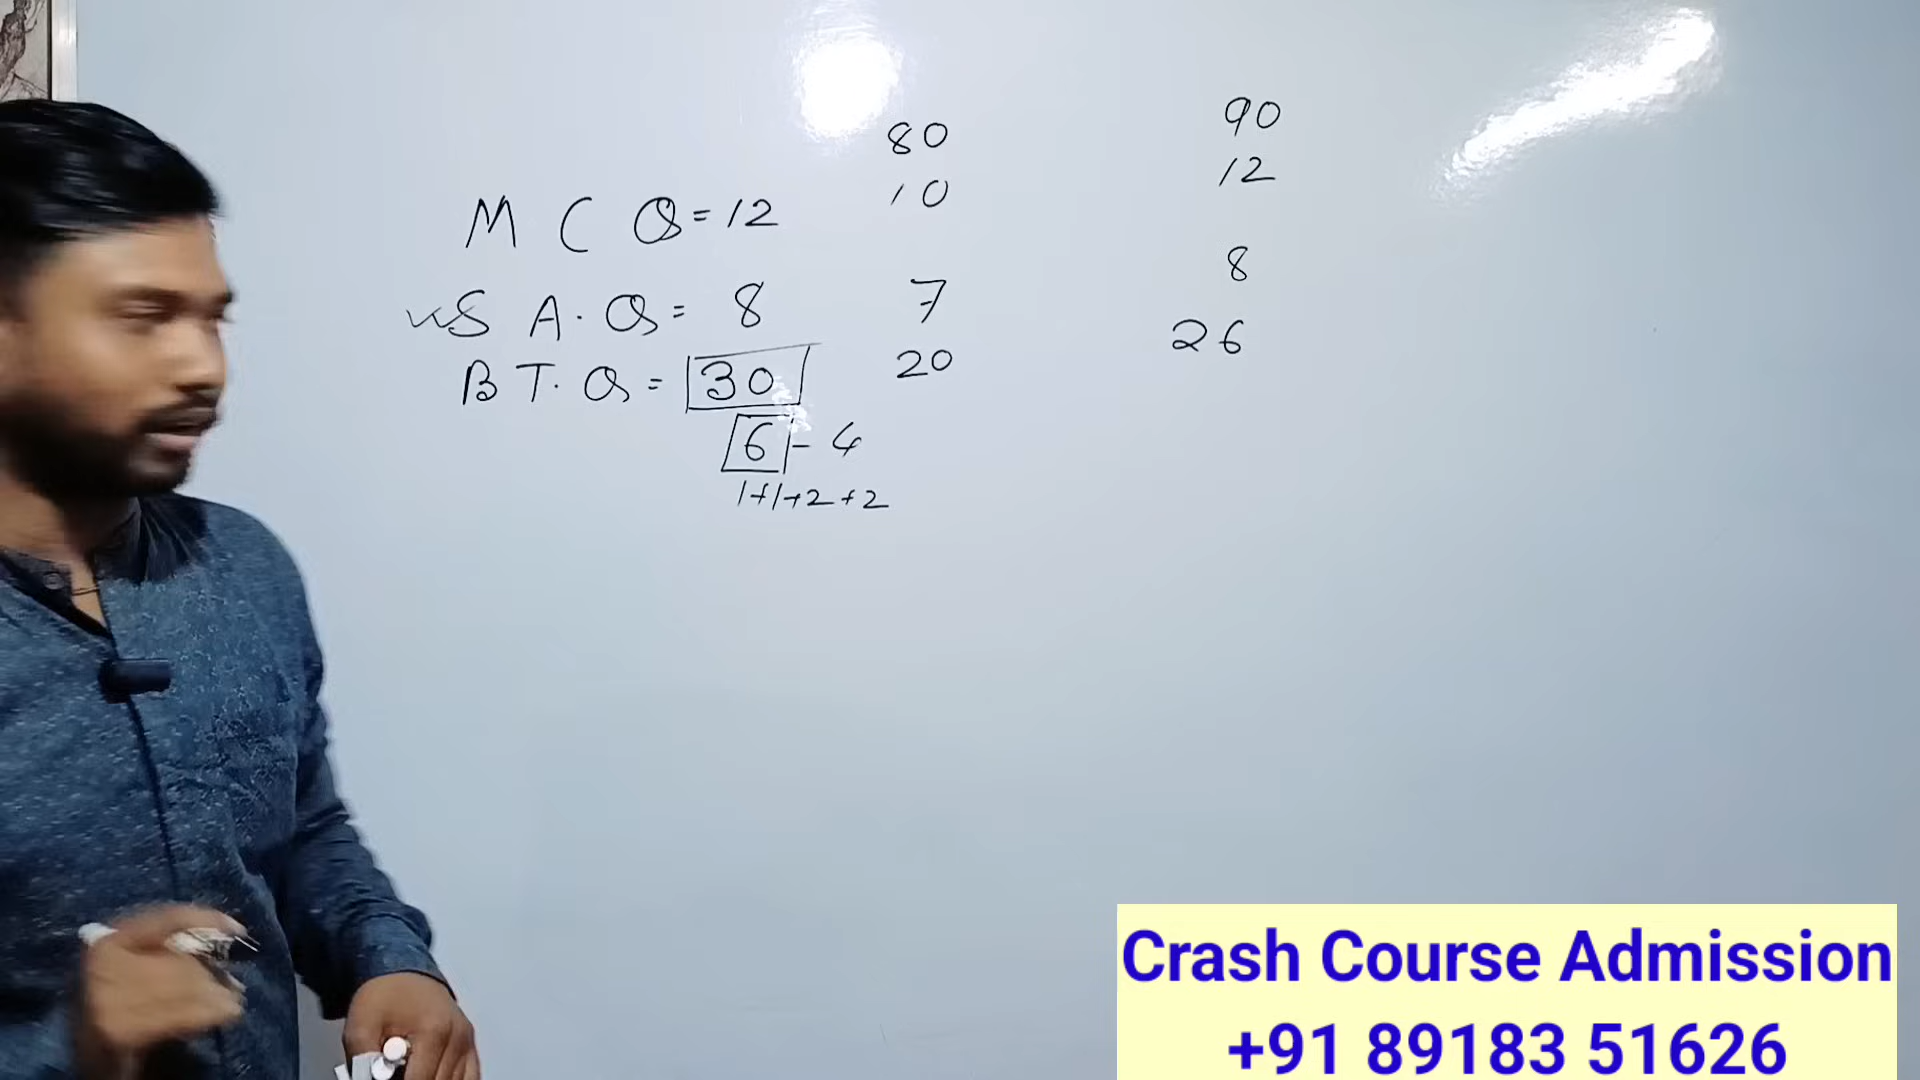 80
90
10
12
M C Q = 12
8
VS A. Q = 8
7
26
B T. Q = 30
20
6 - 4
1+1+2+2
Crash Course Admission
+91 89183 51626